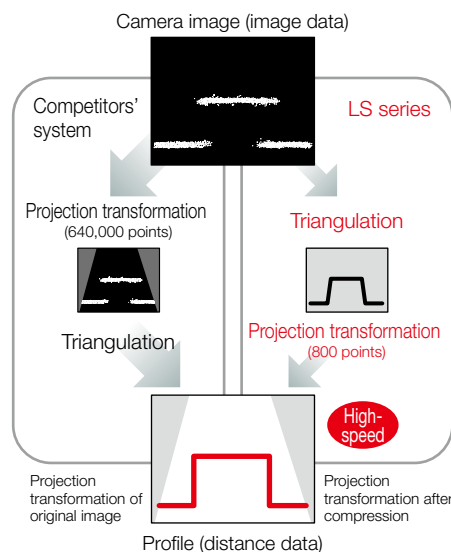 Camera image (image data)
Competitors'
system
LS series
Projection transformation
(640,000 points)
Triangulation
Triangulation
Projection transformation
(800 points)
High-
speed
Projection
transformation of
original image
Projection
transformation after
compression
Profile (distance data)